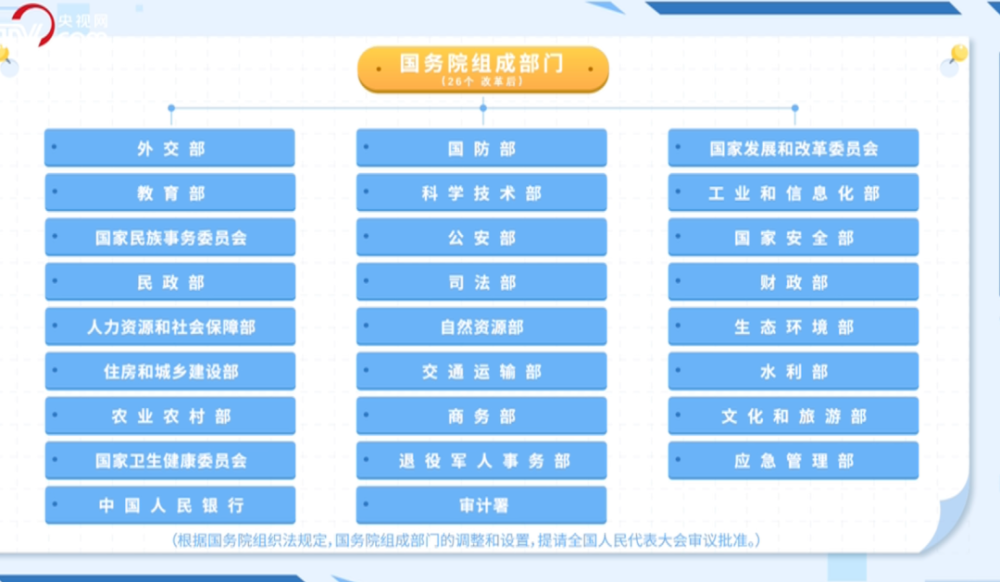 央视网
.com
国务院组成部门
(26个 改革后)
外交部
国防部
国家发展和改革委员会
教育部
科学技术部
工业和信息化部
国家民族事务委员会
公安部
国家安全部
民政部
司法部
财政部
人力资源和社会保障部
自然资源部
生态环境部
住房和城乡建设部
交通运输部
水利部
农业农村部
商务部
文化和旅游部
国家卫生健康委员会
退役军人事务部
应急管理部
中国人民银行
审计署
(根据国务院组织法规定,国务院组成部门的调整和设置,提请全国人民代表大会审议批准。)